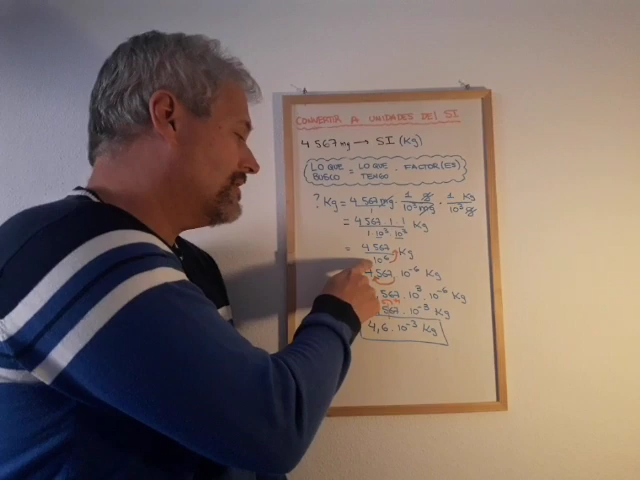 CONVERTIR A UNIDADES DEL SI
4 567 mg → SI (Kg)
LO QUE BUSCO = LO QUE TENGO · FACTOR(ES)
? Kg = 4 567 mg / 1 · 1 g / 10³ mg · 1 Kg / 10³ g
= 4 567 · 1 · 1 / 1 · 10³ · 10³ Kg
= 4 567 / 10⁶ Kg
4 567 · 10⁻⁶ Kg
567 · 10³ · 10⁻⁶ Kg
567 · 10⁻³ Kg
4,6 · 10⁻³ Kg